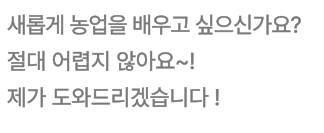 새롭게 농업을 배우고 싶으신가요?
절대 어렵지 않아요~!
제가 도와드리겠습니다 !